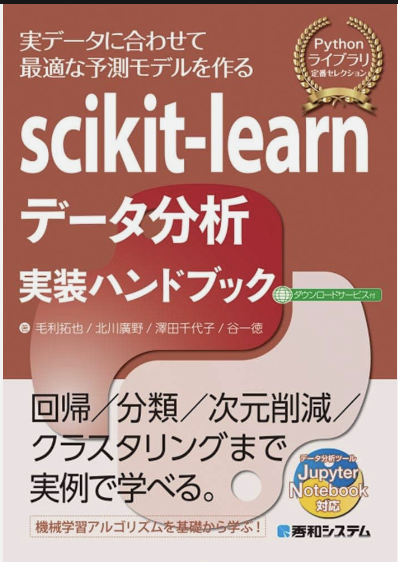 実データに合わせて
最適な予測モデルを作る
Python
ライブラリ
定番セレクション
scikit-learn
データ分析
実装ハンドブック
ダウンロードサービス付
著 毛利拓也/北川廣野/澤田千代子/谷一徳
回帰／分類／次元削減／
クラスタリングまで
実例で学べる。
データ分析ツール
Jupyter
Notebook
対応
機械学習アルゴリズムを基礎から学ぶ！
秀和システム